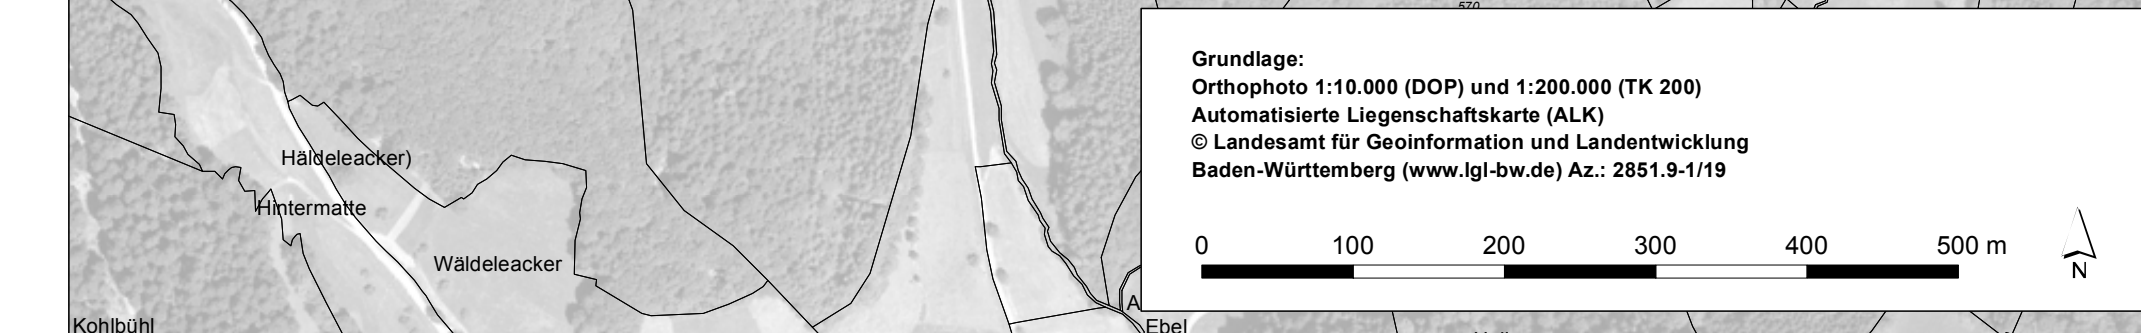 570
Grundlage:
Orthophoto 1:10.000 (DOP) und 1:200.000 (TK 200)
Automatisierte Liegenschaftskarte (ALK)
© Landesamt für Geoinformation und Landentwicklung
Baden-Württemberg (www.lgl-bw.de) Az.: 2851.9-1/19
Häldeleacker)
Hintermatte
Wäldeleacker
0 100 200 300 400 500 m
N
A
Kohlbühl
Ebel